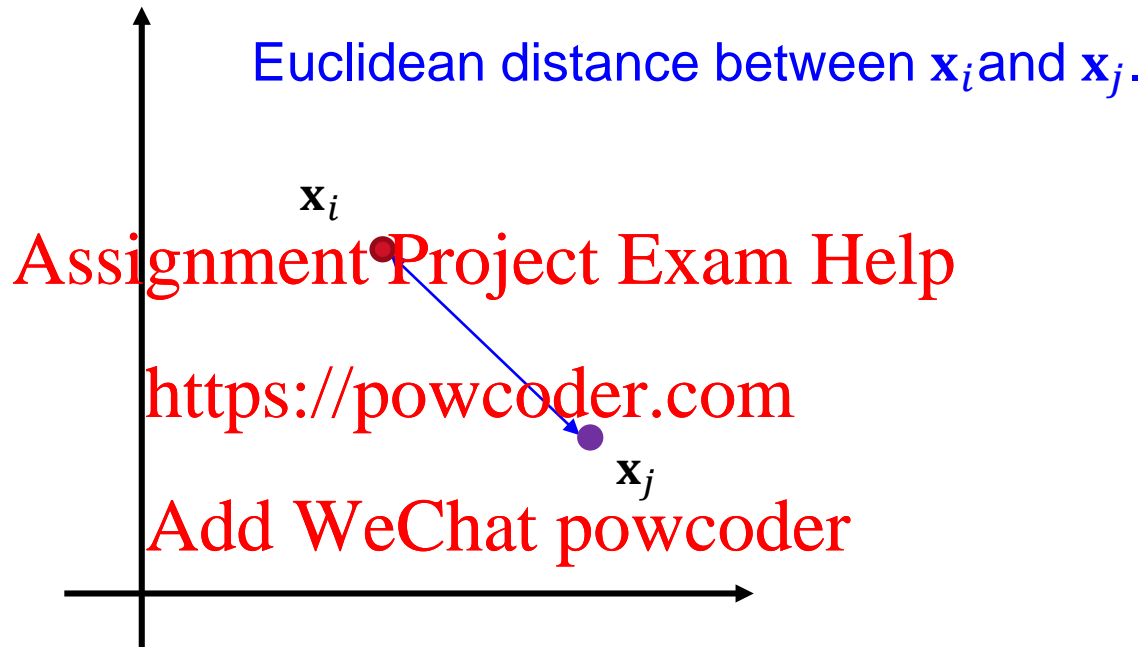 Euclidean distance between 𝐱𝑖 and 𝐱𝑗.
𝐱𝑖
Assignment Project Exam Help
https://powcoder.com
𝐱𝑗
Add WeChat powcoder